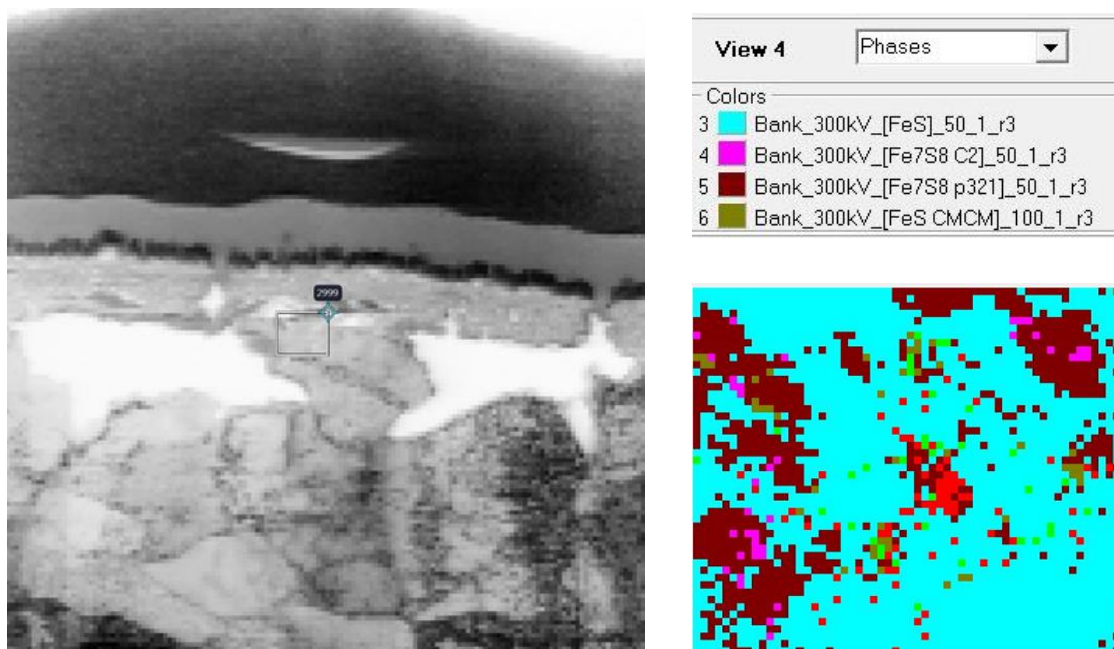 2999
View 4
Phases
Colors
3 Bank_300kV_[FeS]_50_1_r3
4 Bank_300kV_[Fe7S8 C2]_50_1_r3
5 Bank_300kV_[Fe7S8 p321]_50_1_r3
6 Bank_300kV_[FeS CMCM]_100_1_r3